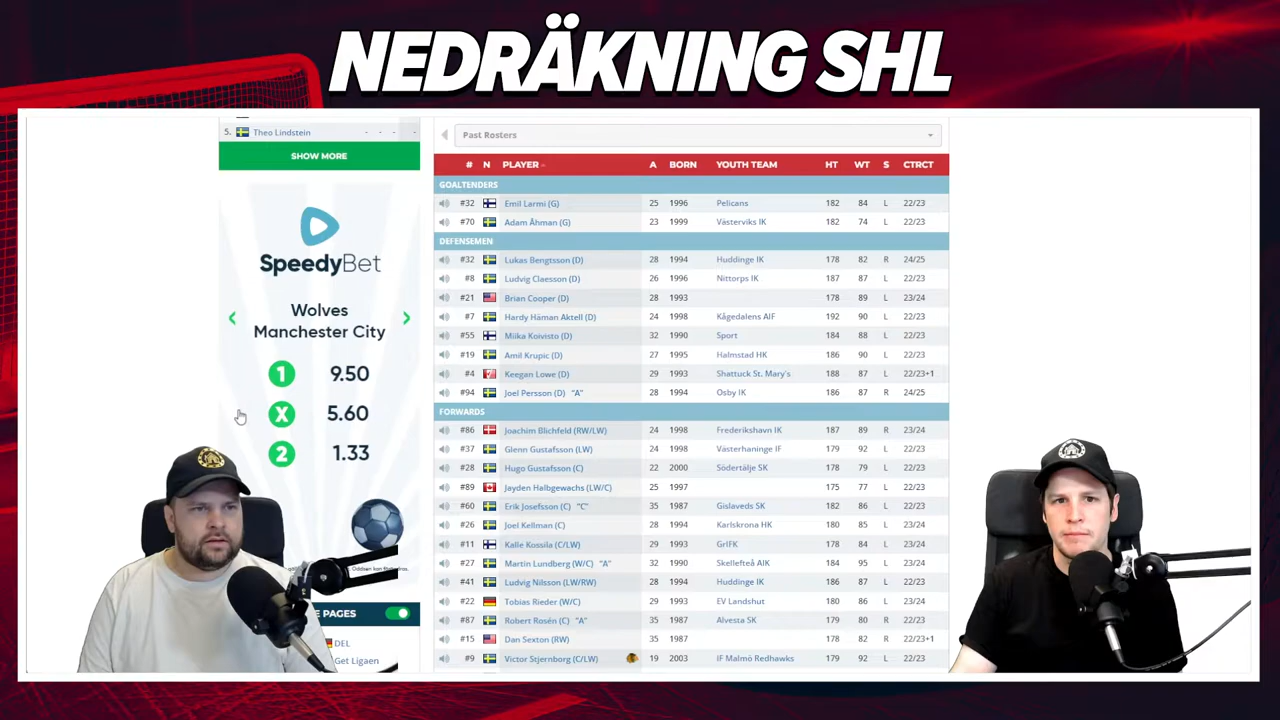 NEDRÄKNING SHL
5. Theo Lindstein - - - -
SHOW MORE
SpeedyBet
Wolves
Manchester City
1 9.50
X 5.60
2 1.33
E PAGES
DEL
Get Ligaen
Past Rosters
# N PLAYER A BORN YOUTH TEAM HT WT S CTRCT
GOALTENDERS
#32 Emil Larmi (G) 25 1996 Pelicans 182 84 L 22/23
#70 Adam Åhman (G) 23 1999 Västerviks IK 182 74 L 22/23
DEFENSEMEN
#32 Lukas Bengtsson (D) 28 1994 Huddinge IK 178 82 R 24/25
#8 Ludvig Claesson (D) 26 1996 Nittorps IK 187 87 L 22/23
#21 Brian Cooper (D) 28 1993 178 89 L 23/24
#7 Hardy Häman Aktell (D) 24 1998 Kågedalens AIF 192 90 L 22/23
#55 Miika Koivisto (D) 32 1990 Sport 184 88 L 22/23
#19 Amil Krupic (D) 27 1995 Halmstad HK 186 90 L 22/23
#4 Keegan Lowe (D) 29 1993 Shattuck St. Mary's 188 87 L 22/23+1
#94 Joel Persson (D) "A" 28 1994 Osby IK 186 87 R 24/25
FORWARDS
#86 Joachim Blichfeld (RW/LW) 24 1998 Frederikshavn IK 187 89 R 23/24
#37 Glenn Gustafsson (LW) 24 1998 Västerhaninge IF 179 92 L 22/23
#28 Hugo Gustafsson (C) 22 2000 Södertälje SK 178 79 L 22/23
#89 Jayden Halbgewachs (LW/C) 25 1997 175 77 L 22/23
#60 Erik Josefsson (C) "C" 35 1987 Gislaveds SK 182 86 L 22/23
#26 Joel Kellman (C) 28 1994 Karlskrona HK 180 85 L 23/24
#11 Kalle Kossila (C/LW) 29 1993 GrIFK 178 84 L 23/24
#27 Martin Lundberg (W/C) "A" 32 1990 Skellefteå AIK 184 95 L 23/24
#41 Ludvig Nilsson (LW/RW) 28 1994 Huddinge IK 186 87 L 22/23
#22 Tobias Rieder (W/C) 29 1993 EV Landshut 180 86 L 23/24
#87 Robert Rosén (C) "A" 35 1987 Alvesta SK 179 80 R 22/23
#15 Dan Sexton (RW) 35 1987 178 82 R 22/23+1
#9 Victor Stjernborg (C/LW) 19 2003 IF Malmö Redhawks 179 92 L 22/23